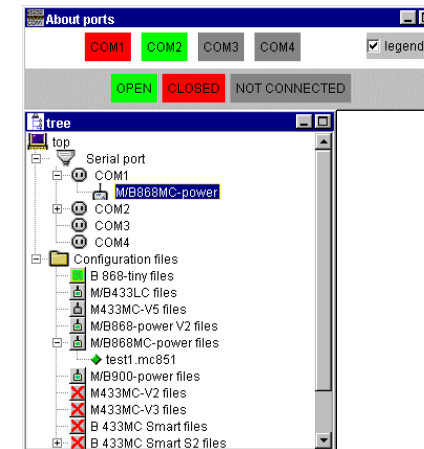 About ports
COM1 COM2 COM3 COM4 legend
OPEN CLOSED NOT CONNECTED
tree
top
Serial port
COM1
M/B868MC-power
COM2
COM3
COM4
Configuration files
B 868-tiny files
M/B433LC files
M433MC-V5 files
M/B868-power V2 files
M/B868MC-power files
test1.mc851
M/B900-power files
M433MC-V2 files
M433MC-V3 files
B 433MC Smart files
B 433MC Smart S2 files